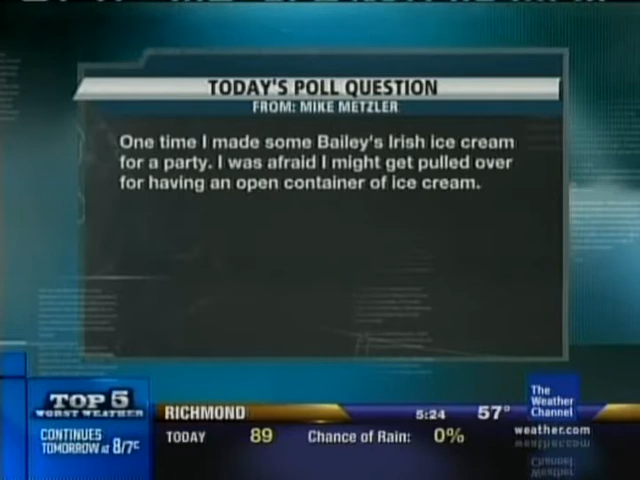 TODAY'S POLL QUESTION
FROM: MIKE METZLER
One time I made some Bailey's Irish ice cream
for a party. I was afraid I might get pulled over
for having an open container of ice cream.
TOP 5
WORST WEATHER
CONTINUES
TOMORROW AT 8/7c
RICHMOND
5:24 57°
TODAY 89 Chance of Rain: 0%
The
Weather
Channel
weather.com